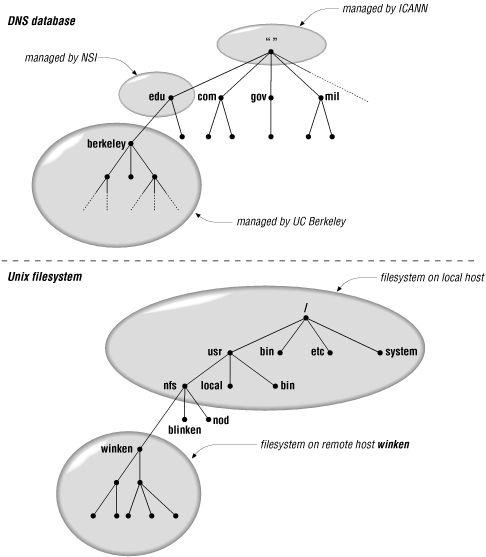 DNS database
managed by ICANN
" "
managed by NSI
edu com gov mil
berkeley
managed by UC Berkeley
Unix filesystem
filesystem on local host
/
usr bin etc system
nfs local bin
blinken nod
winken
filesystem on remote host winken